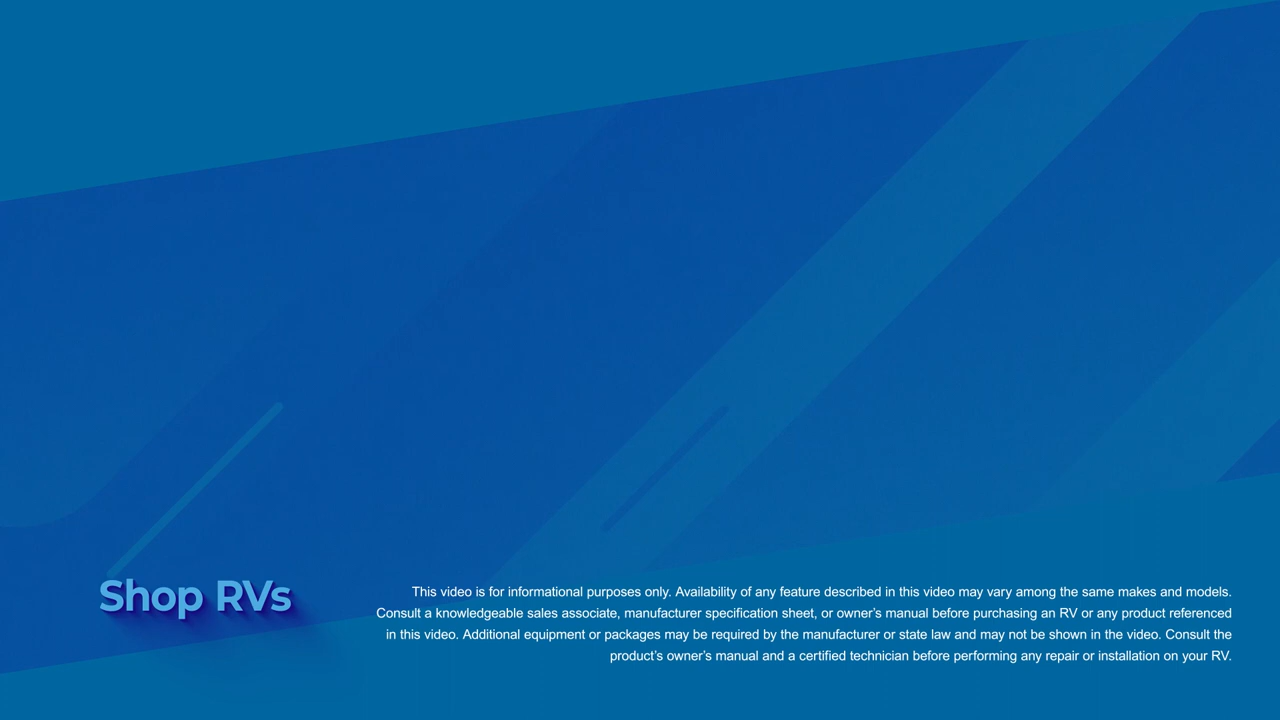 Shop RVs
This video is for informational purposes only. Availability of any feature described in this video may vary among the same makes and models.
Consult a knowledgeable sales associate, manufacturer specification sheet, or owner’s manual before purchasing an RV or any product referenced
in this video. Additional equipment or packages may be required by the manufacturer or state law and may not be shown in the video. Consult the
product’s owner’s manual and a certified technician before performing any repair or installation on your RV.